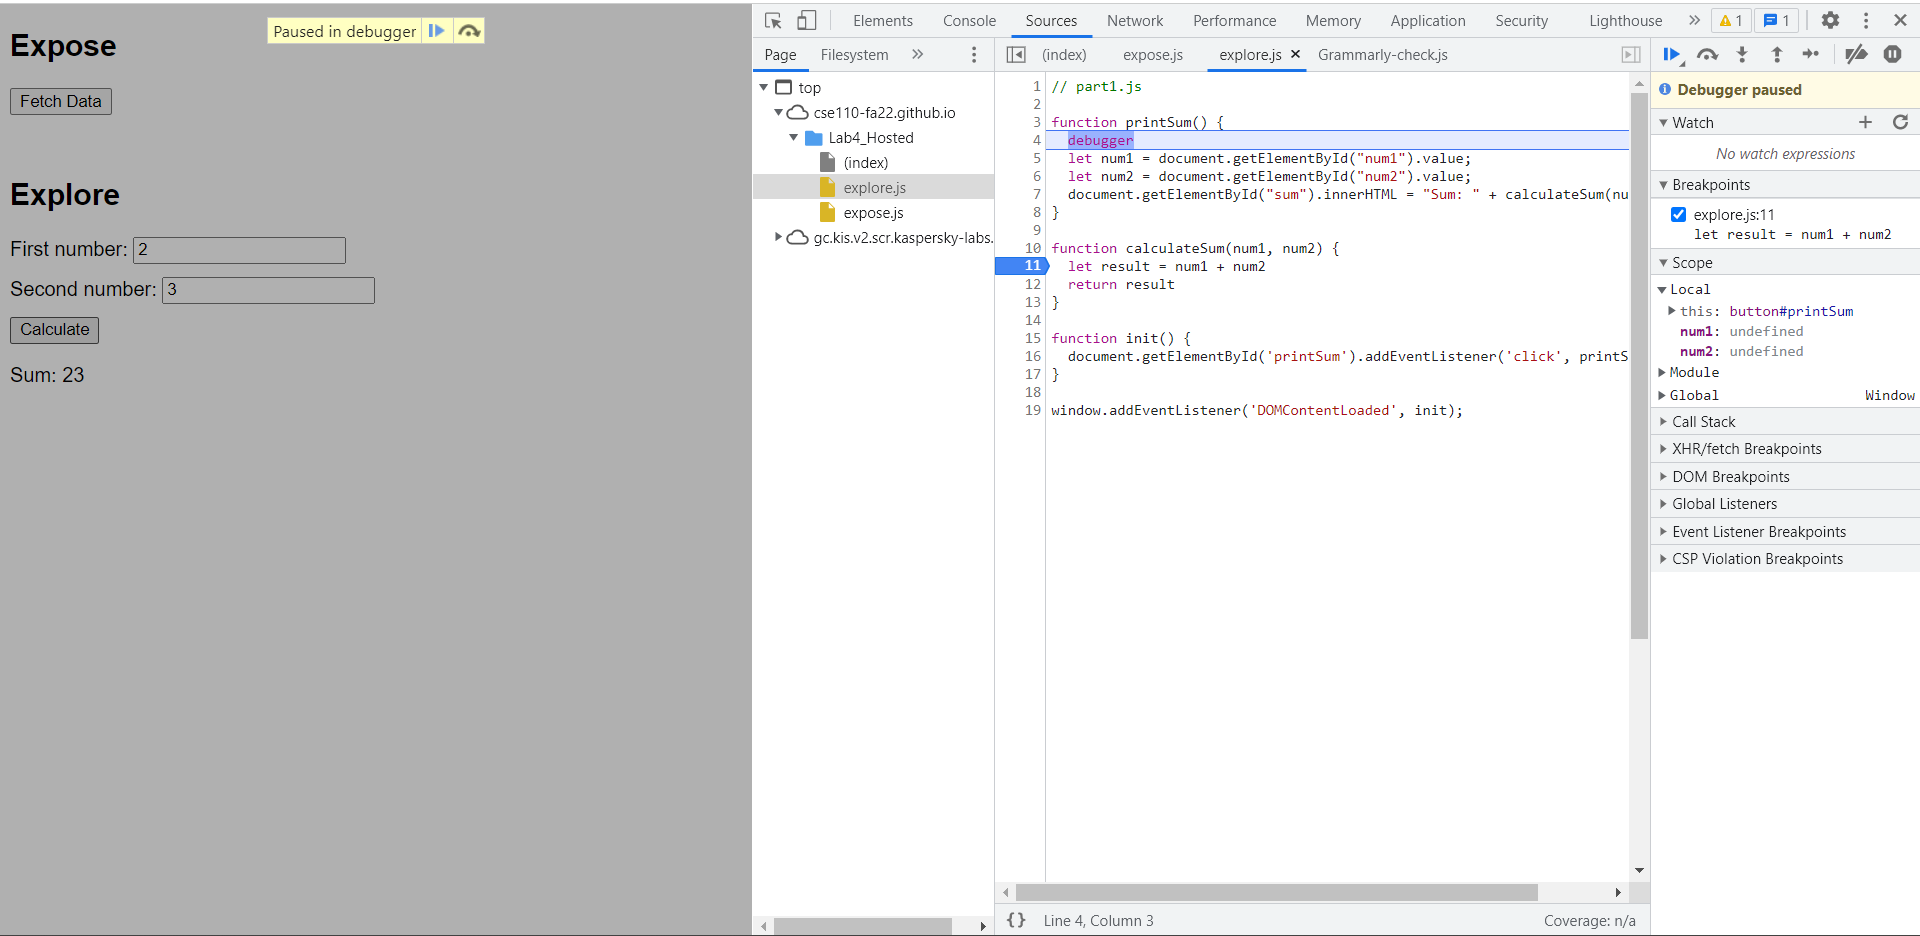 Expose
Paused in debugger
Fetch Data
Explore
First number: 2
Second number: 3
Calculate
Sum: 23
Elements Console Sources Network Performance Memory Application Security Lighthouse » 1 1
Page Filesystem »
top
cse110-fa22.github.io
Lab4_Hosted
(index)
explore.js
expose.js
gc.kis.v2.scr.kaspersky-labs.
(index) expose.js explore.js × Grammarly-check.js
1 // part1.js
2
3 function printSum() {
4 debugger
5 let num1 = document.getElementById("num1").value;
6 let num2 = document.getElementById("num2").value;
7 document.getElementById("sum").innerHTML = "Sum: " + calculateSum(nu
8 }
9
10 function calculateSum(num1, num2) {
11 let result = num1 + num2
12 return result
13 }
14
15 function init() {
16 document.getElementById('printSum').addEventListener('click', printS
17 }
18
19 window.addEventListener('DOMContentLoaded', init);
{} Line 4, Column 3 Coverage: n/a
Debugger paused
Watch
No watch expressions
Breakpoints
explore.js:11
let result = num1 + num2
Scope
Local
this: button#printSum
num1: undefined
num2: undefined
Module
Global Window
Call Stack
XHR/fetch Breakpoints
DOM Breakpoints
Global Listeners
Event Listener Breakpoints
CSP Violation Breakpoints